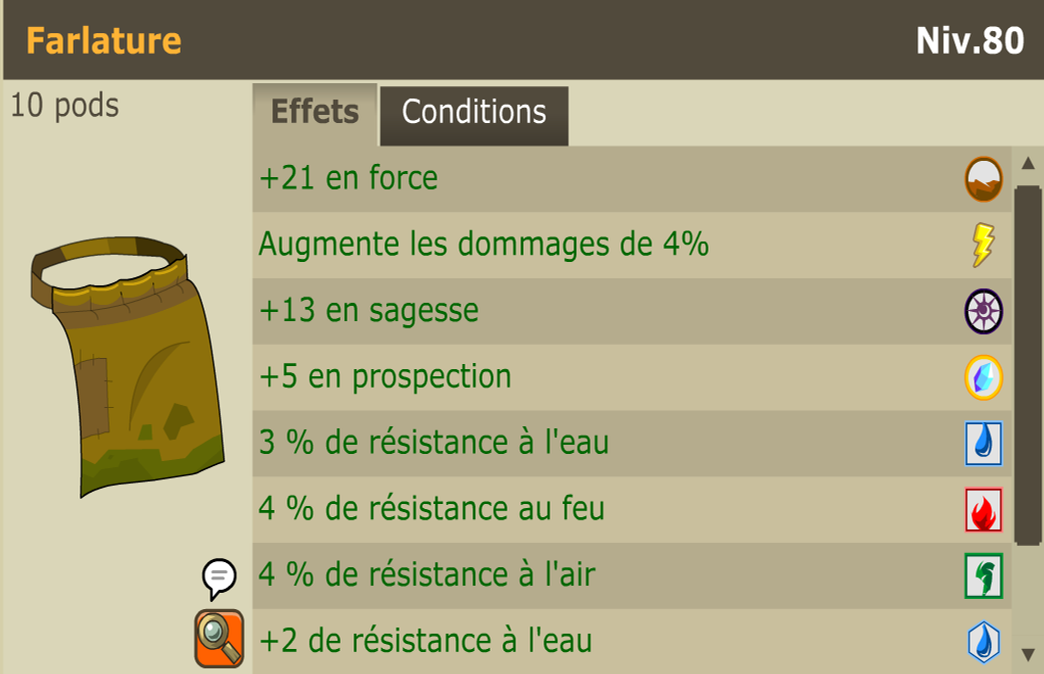 Farlature
Niv.80
10 pods
Effets
Conditions
+21 en force
Augmente les dommages de 4%
+13 en sagesse
+5 en prospection
3 % de résistance à l'eau
4 % de résistance au feu
4 % de résistance à l'air
+2 de résistance à l'eau